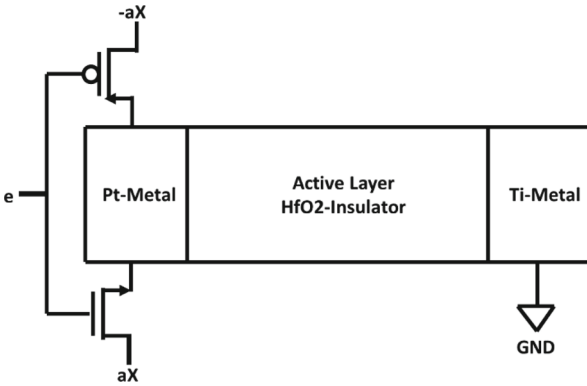 -aX
e
Pt-Metal
Active Layer
HfO2-Insulator
Ti-Metal
GND
aX